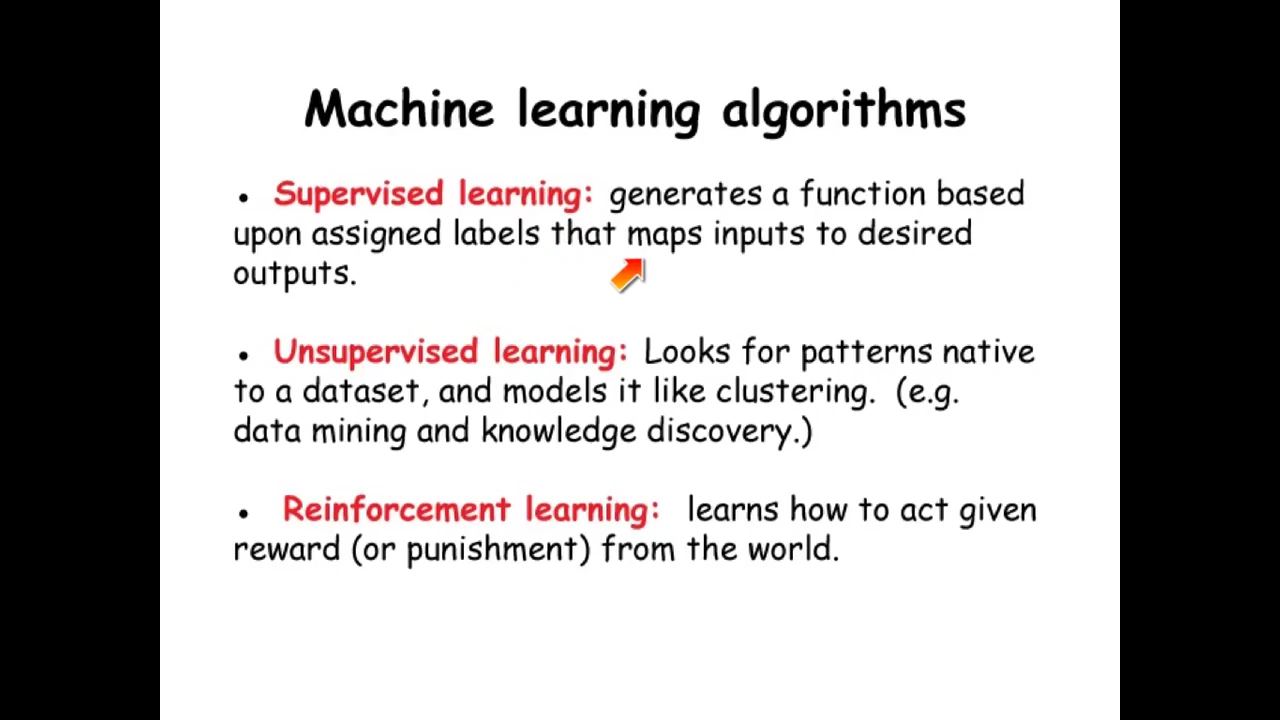 Machine learning algorithms
• Supervised learning: generates a function based
upon assigned labels that maps inputs to desired
outputs.
• Unsupervised learning: Looks for patterns native
to a dataset, and models it like clustering. (e.g.
data mining and knowledge discovery.)
• Reinforcement learning: learns how to act given
reward (or punishment) from the world.